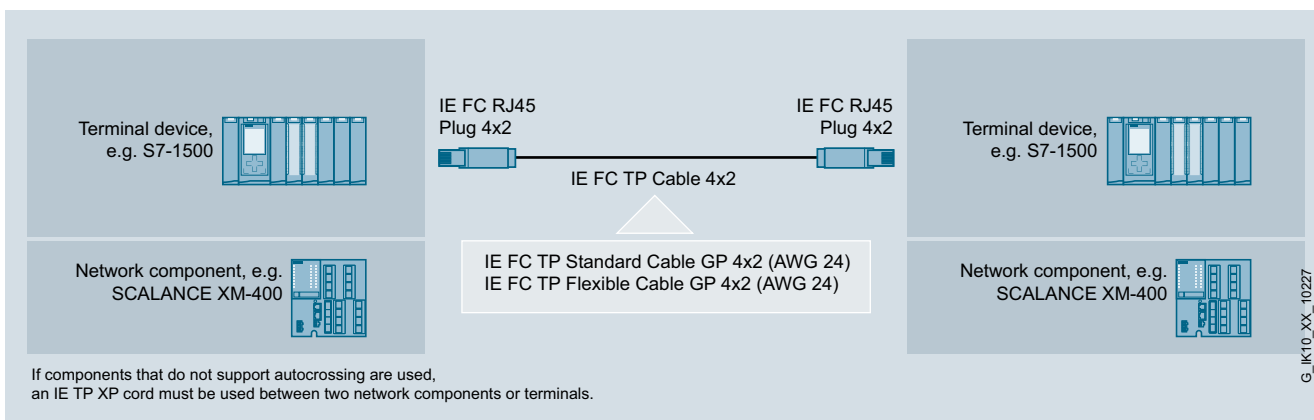 Terminal device,
e.g. S7-1500
Network component, e.g.
SCALANCE XM-400
IE FC RJ45
Plug 4x2
IE FC RJ45
Plug 4x2
IE FC TP Cable 4x2
IE FC TP Standard Cable GP 4x2 (AWG 24)
IE FC TP Flexible Cable GP 4x2 (AWG 24)
Terminal device,
e.g. S7-1500
Network component, e.g.
SCALANCE XM-400
If components that do not support autocrossing are used,
an IE TP XP cord must be used between two network components or terminals.
G_IK10_XX_10227